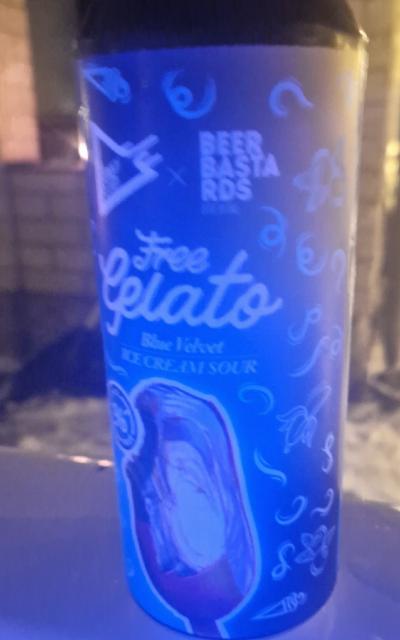 ×
BEER
BASTA
RDS
Free
Gelato
Blue Velvet
ICE CREAM SOUR